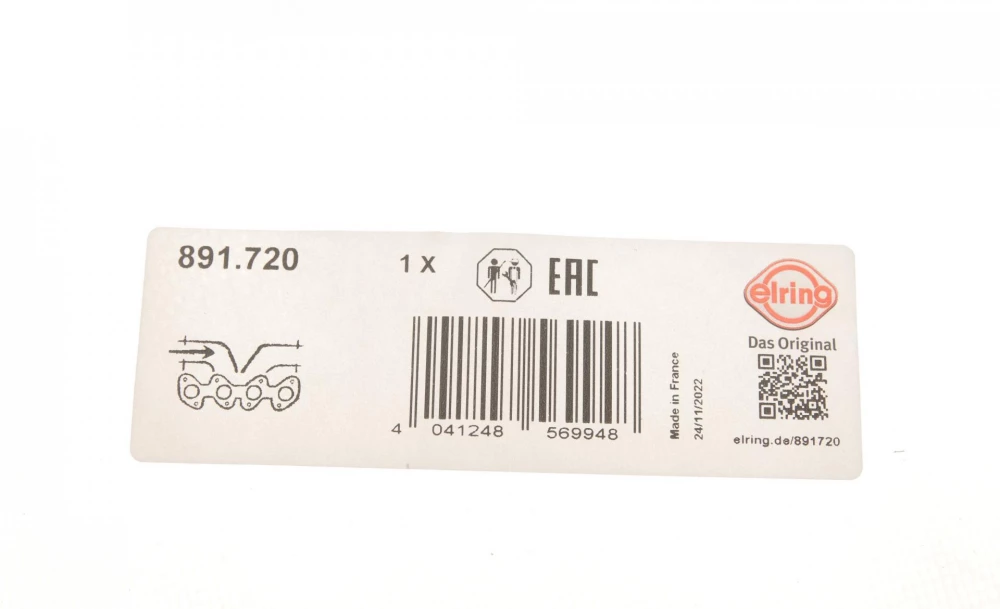 891.720
1 X
EAC
elring
Das Original
4 041248 569948
Made in France
24/11/2022
elring.de/891720